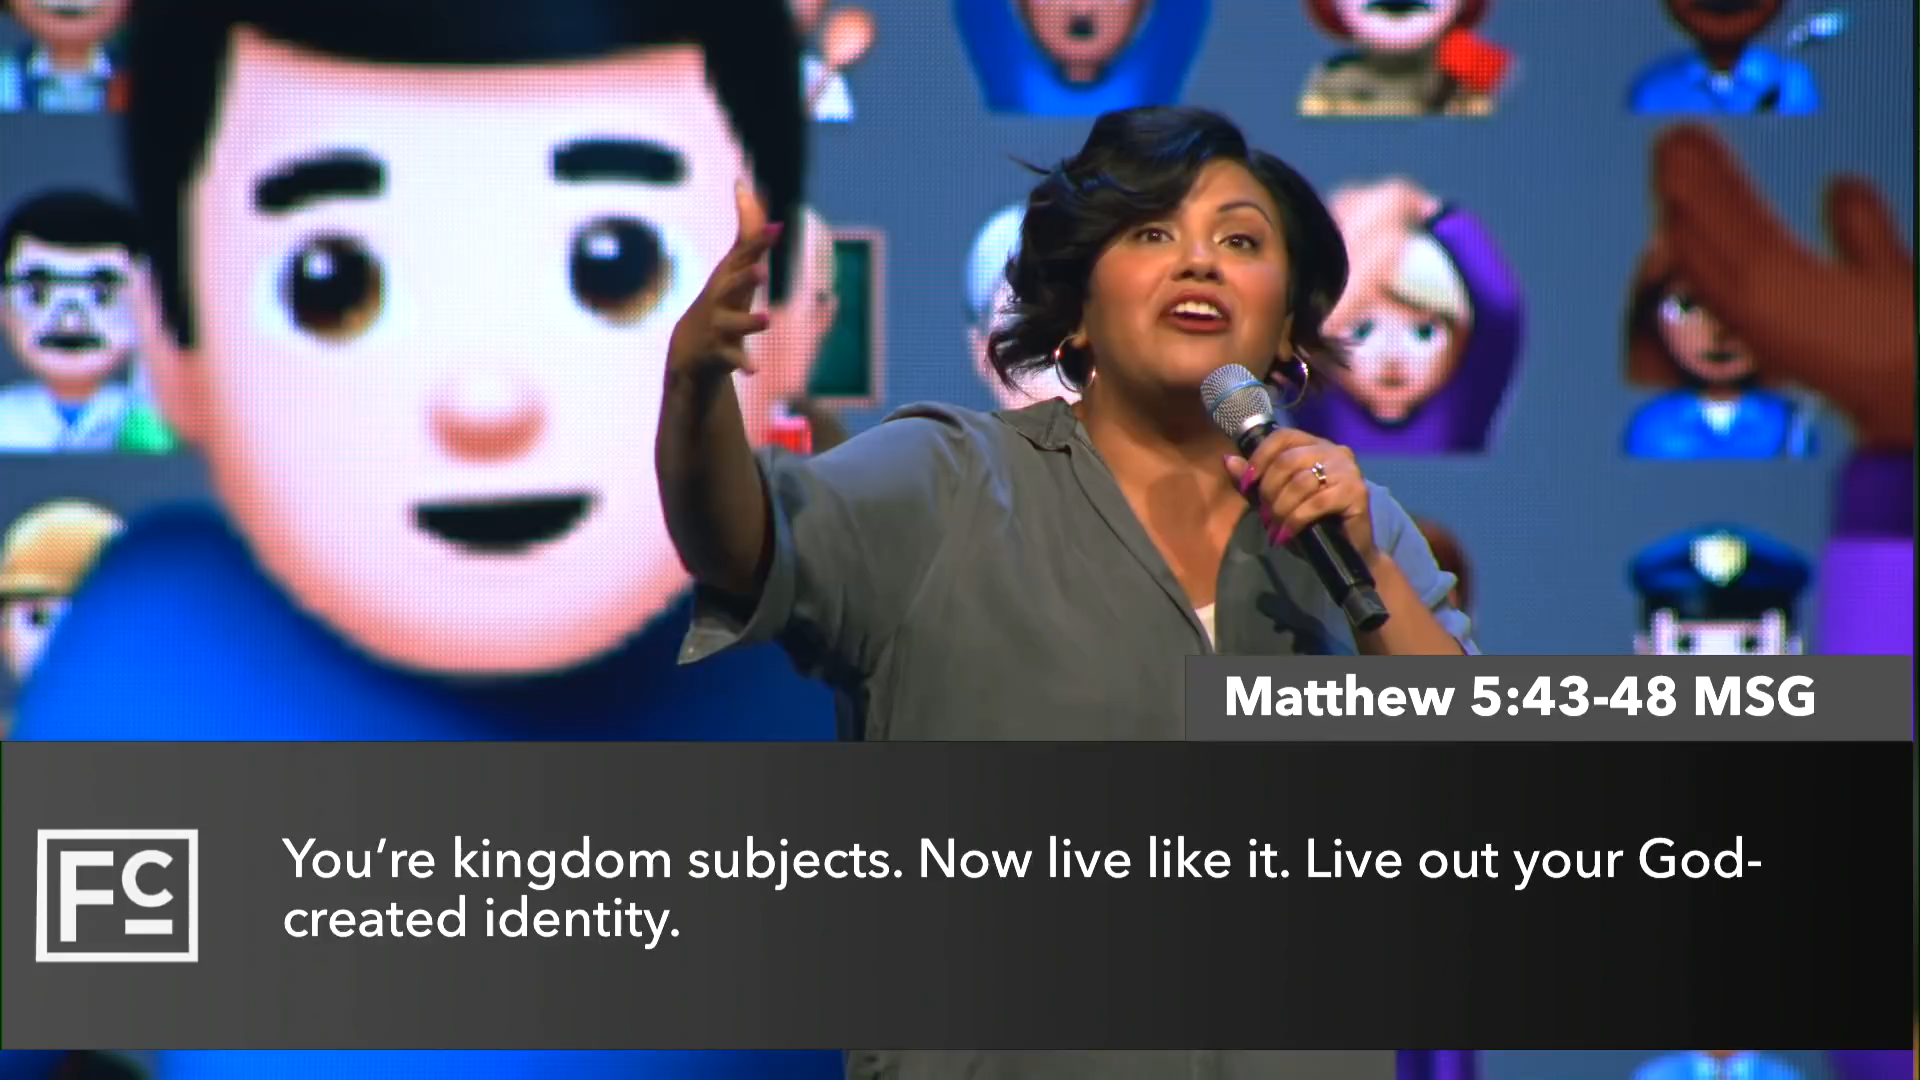 Matthew 5:43-48 MSG
FC
You’re kingdom subjects. Now live like it. Live out your God-
created identity.